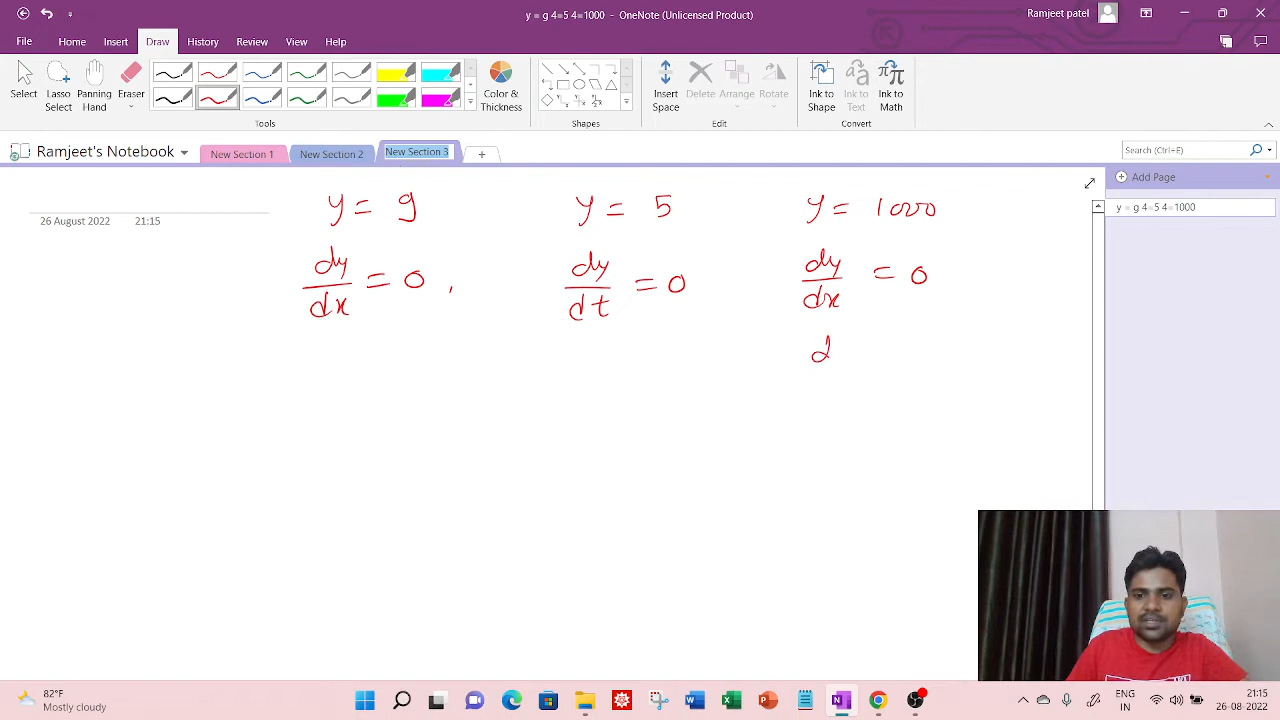 y = g 4=5 4=1000 - OneNote (Unlicensed Product)
Ramjeet patel
File Home Insert Draw History Review View Help
Select
Lasso Select
Panning Hand
Eraser
Color & Thickness
Insert Space
Delete
Arrange
Rotate
Ink to Shape
Ink to Text
Ink to Math
Tools
Shapes
Edit
Convert
Ramjeet's Notebook
New Section 1
New Section 2
New Section 3
Search (Ctrl+E)
Add Page
y = g 4=5 4=1000
26 August 2022 21:15
y = 9 y = 5 y = 1000
dy/dx = 0, dy/dt = 0 dy/dx = 0
d
82°F
Mostly cloudy
ENG
IN
21:15
26-08-2022